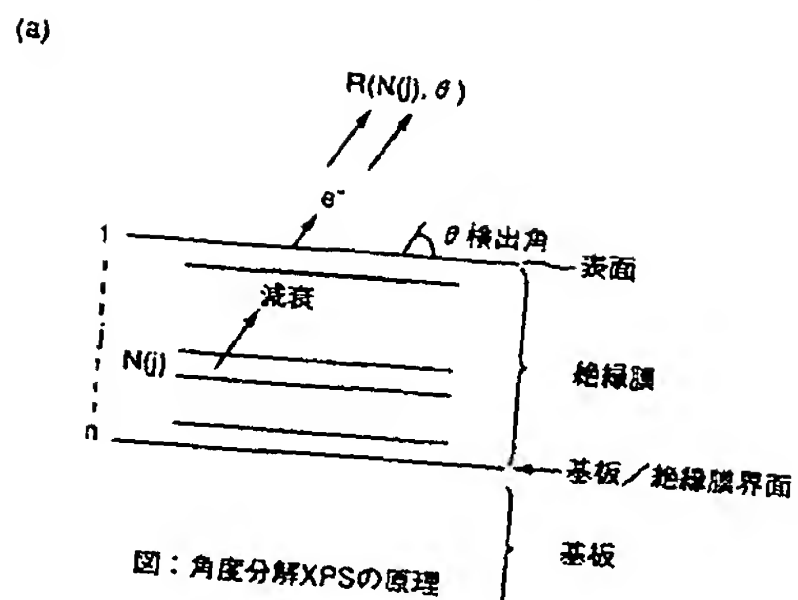 (a)
R(N(j), θ)
e⁻
1
θ 検出角
表面
減衰
j
N(j)
絶縁膜
n
基板/絶縁膜界面
基板
図：角度分解XPSの原理